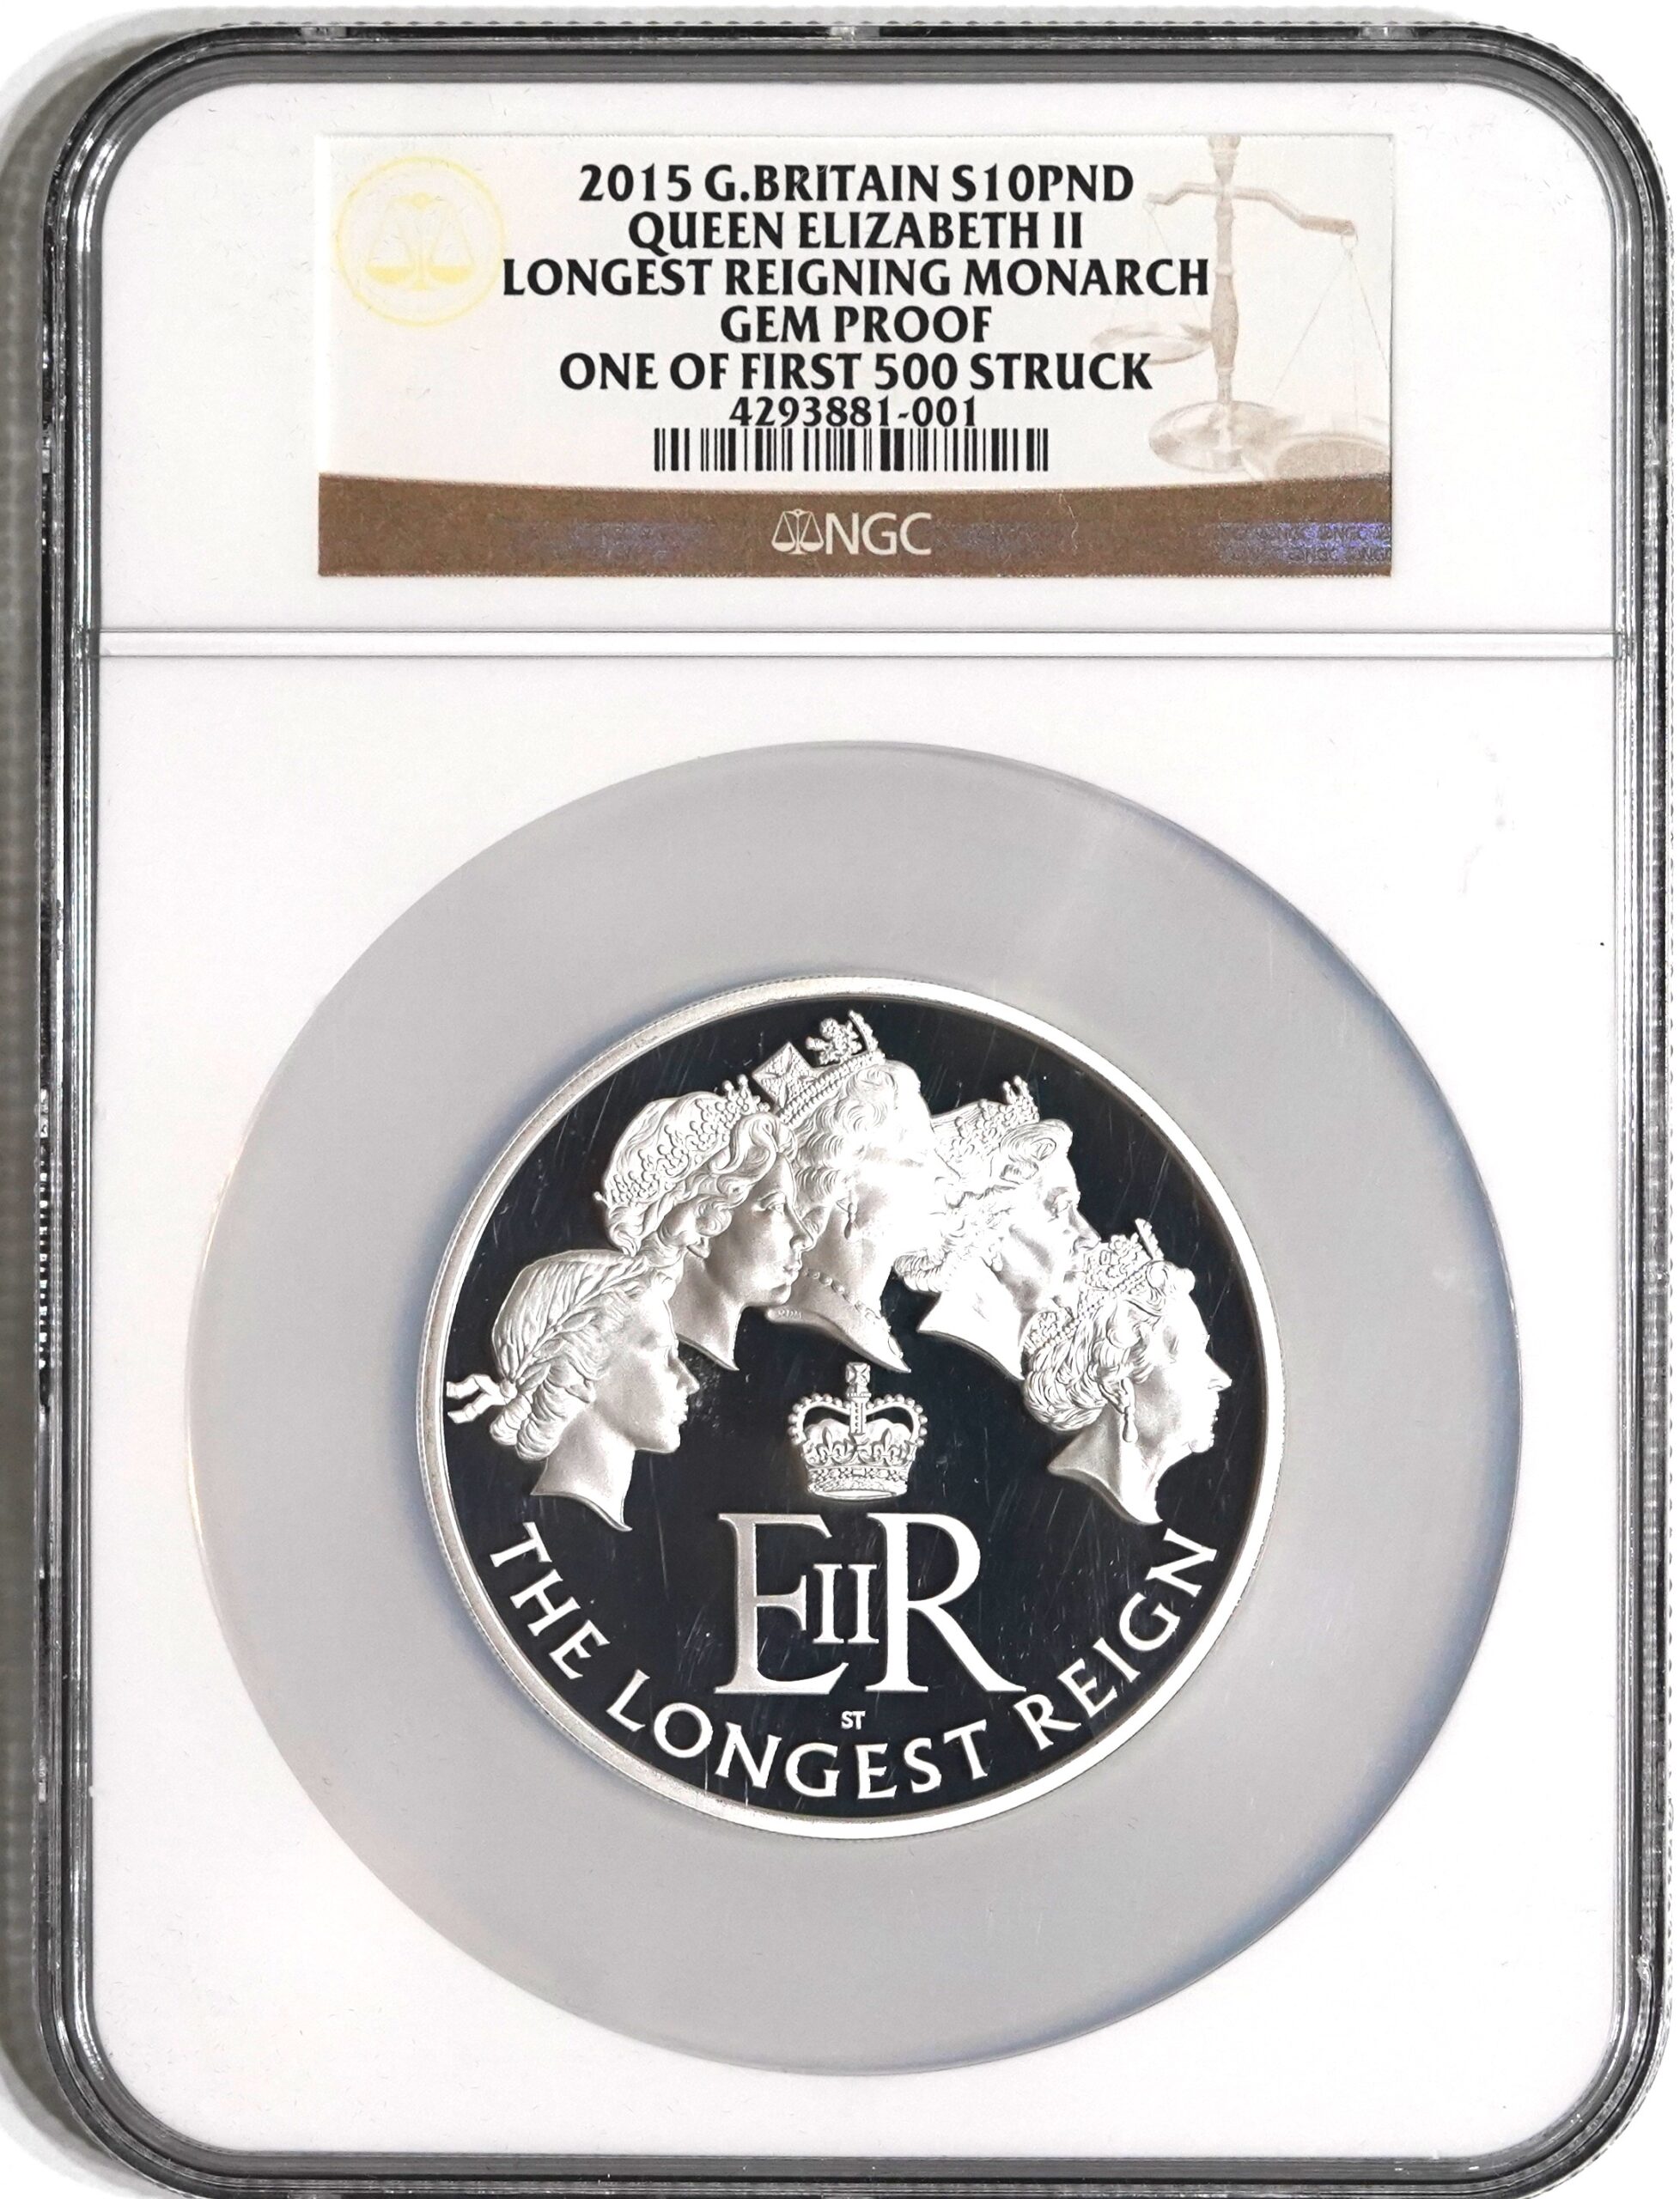 2015 G.BRITAIN S10PND
QUEEN ELIZABETH II
LONGEST REIGNING MONARCH
GEM PROOF
ONE OF FIRST 500 STRUCK
4293881-001
NGC
EIIR
ST
THE LONGEST REIGN